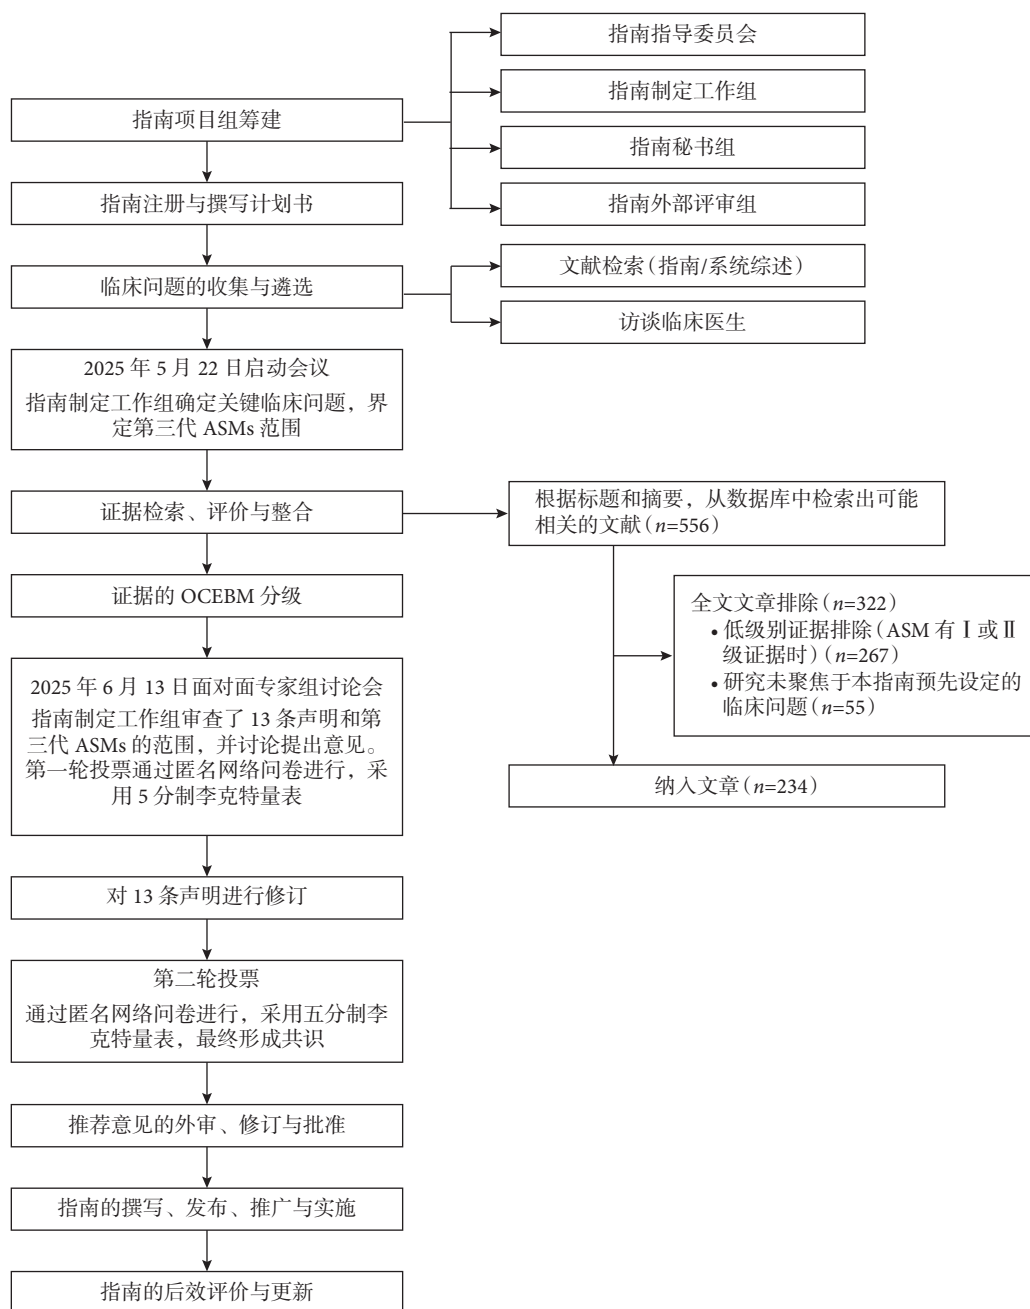 指南项目组筹建
指南指导委员会
指南制定工作组
指南秘书组
指南外部评审组
指南注册与撰写计划书
临床问题的收集与遴选
文献检索(指南/系统综述)
访谈临床医生
2025 年 5 月 22 日启动会议
指南制定工作组确定关键临床问题，界
定第三代 ASMs 范围
证据检索、评价与整合
根据标题和摘要，从数据库中检索出可能
相关的文献(n=556)
全文文章排除(n=322)
• 低级别证据排除(ASM 有Ⅰ或Ⅱ
级证据时)(n=267)
• 研究未聚焦于本指南预先设定的
临床问题(n=55)
纳入文章(n=234)
证据的 OCEBM 分级
2025 年 6 月 13 日面对面专家组讨论会
指南制定工作组审查了 13 条声明和第
三代 ASMs 的范围，并讨论提出意见。
第一轮投票通过匿名网络问卷进行，采
用 5 分制李克特量表
对 13 条声明进行修订
第二轮投票
通过匿名网络问卷进行，采用五分制李
克特量表，最终形成共识
推荐意见的外审、修订与批准
指南的撰写、发布、推广与实施
指南的后效评价与更新